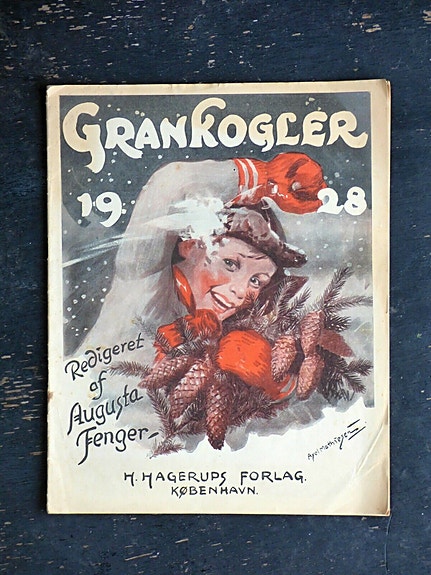 GRANKOGLER
19 28
Redigeret
af
Augusta
Fenger
H. HAGERUPS FORLAG.
KØBENHAVN.